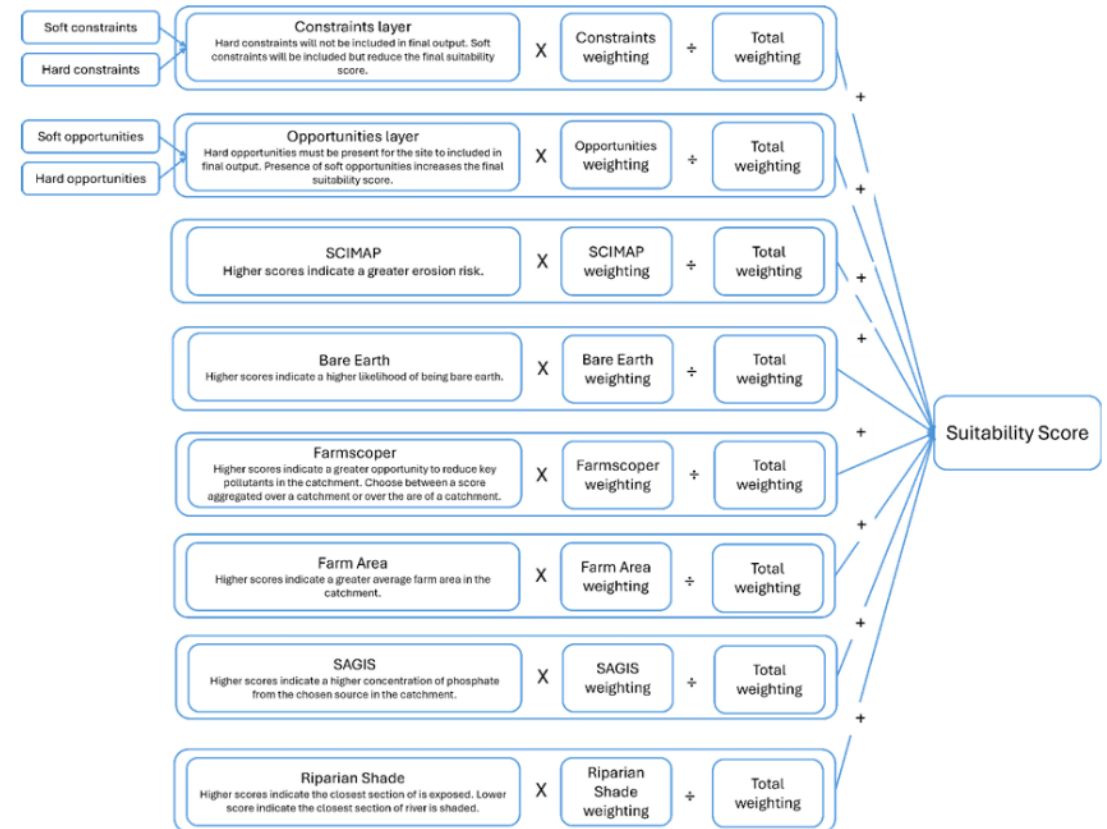 Soft constraints
Hard constraints
Constraints layer
Hard constraints will not be included in final output. Soft
constraints will be included but reduce the final suitability
score.
X
Constraints
weighting
÷
Total
weighting
+
Soft opportunities
Hard opportunities
Opportunities layer
Hard opportunities must be present for the site to included in
final output. Presence of soft opportunities increases the final
suitability score.
X
Opportunities
weighting
÷
Total
weighting
+
SCIMAP
Higher scores indicate a greater erosion risk.
X
SCIMAP
weighting
÷
Total
weighting
+
Bare Earth
Higher scores indicate a higher likelihood of being bare earth.
X
Bare Earth
weighting
÷
Total
weighting
+
Suitability Score
Farmscoper
Higher scores indicate a greater opportunity to reduce key
pollutants in the catchment. Choose between a score
aggregated over a catchment or over the are of a catchment.
X
Farmscoper
weighting
÷
Total
weighting
+
Farm Area
Higher scores indicate a greater average farm area in the
catchment.
X
Farm Area
weighting
÷
Total
weighting
+
SAGIS
Higher scores indicate a higher concentration of phosphate
from the chosen source in the catchment.
X
SAGIS
weighting
÷
Total
weighting
+
Riparian Shade
Higher scores indicate the closest section of is exposed. Lower
score indicate the closest section of river is shaded.
X
Riparian
Shade
weighting
÷
Total
weighting
+